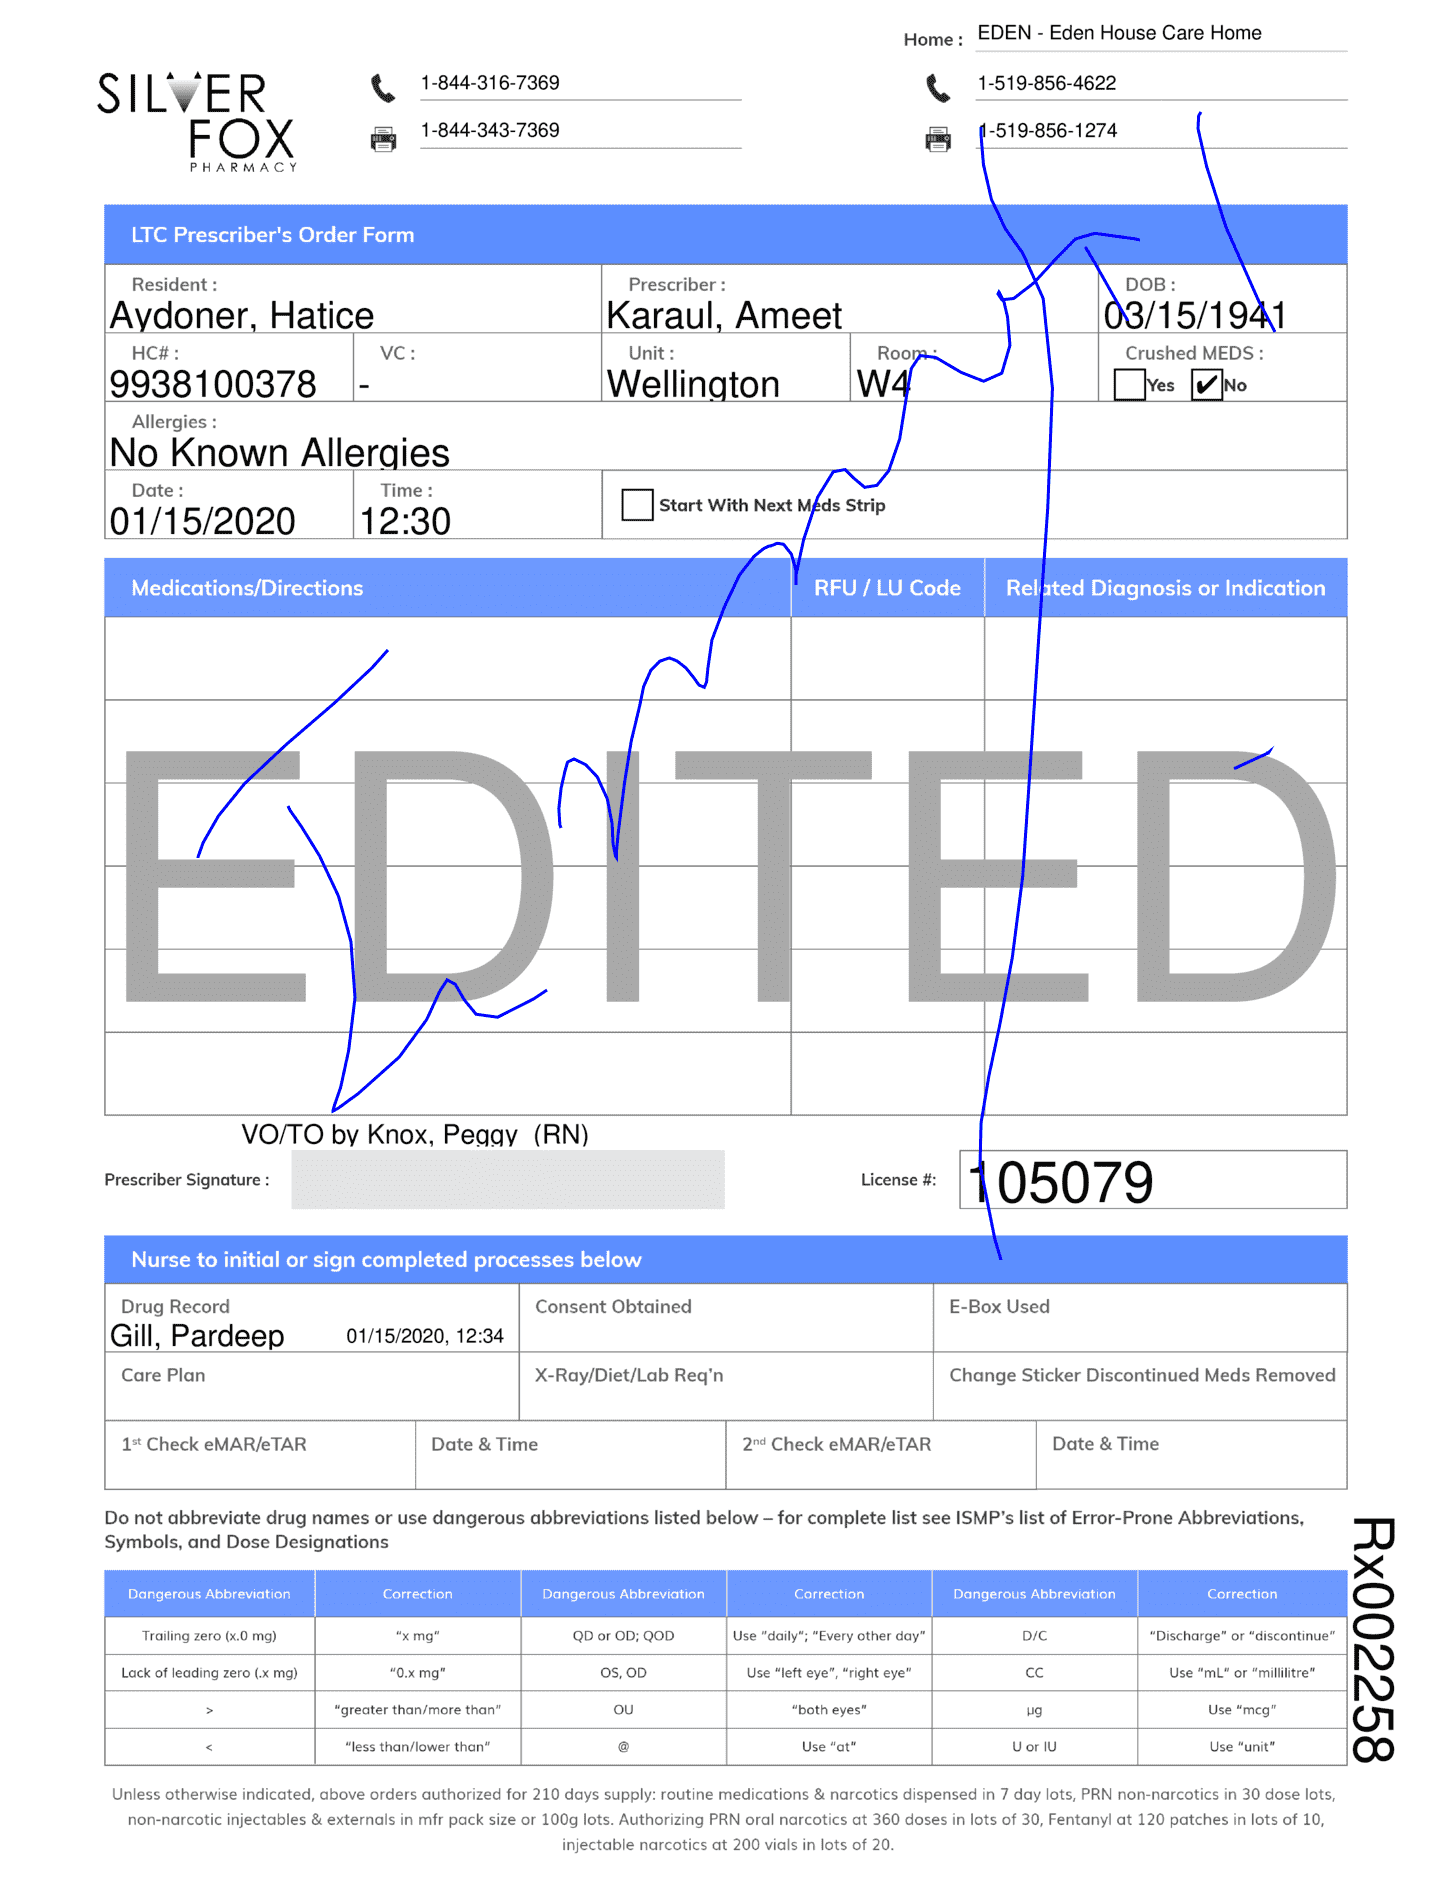 Home : EDEN - Eden House Care Home
SILVER FOX PHARMACY
1-844-316-7369
1-519-856-4622
1-844-343-7369
1-519-856-1274
LTC Prescriber's Order Form
Resident : Prescriber : DOB :
Aydoner, Hatice Karaul, Ameet 03/15/1941
HC# : VC : Unit : Room : Crushed MEDS :
9938100378 - Wellington W4 Yes ✔ No
Allergies :
No Known Allergies
Date : Time :
01/15/2020 12:30 Start With Next Meds Strip
Medications/Directions RFU / LU Code Related Diagnosis or Indication
EDITED
VO/TO by Knox, Peggy (RN)
Prescriber Signature : License #: 105079
Nurse to initial or sign completed processes below
Drug Record Consent Obtained E-Box Used
Gill, Pardeep 01/15/2020, 12:34
Care Plan X-Ray/Diet/Lab Req'n Change Sticker Discontinued Meds Removed
1st Check eMAR/eTAR Date & Time 2nd Check eMAR/eTAR Date & Time
Do not abbreviate drug names or use dangerous abbreviations listed below – for complete list see ISMP's list of Error-Prone Abbreviations,
Symbols, and Dose Designations
Dangerous Abbreviation Correction Dangerous Abbreviation Correction Dangerous Abbreviation Correction
Trailing zero (x.0 mg) "x mg" QD or OD; QOD Use "daily"; "Every other day" D/C "Discharge" or "discontinue"
Lack of leading zero (.x mg) "0.x mg" OS, OD Use "left eye", "right eye" CC Use "mL" or "millilitre"
> "greater than/more than" OU "both eyes" µg Use "mcg"
< "less than/lower than" @ Use "at" U or IU Use "unit"
Rx002258
Unless otherwise indicated, above orders authorized for 210 days supply: routine medications & narcotics dispensed in 7 day lots, PRN non-narcotics in 30 dose lots,
non-narcotic injectables & externals in mfr pack size or 100g lots. Authorizing PRN oral narcotics at 360 doses in lots of 30, Fentanyl at 120 patches in lots of 10,
injectable narcotics at 200 vials in lots of 20.